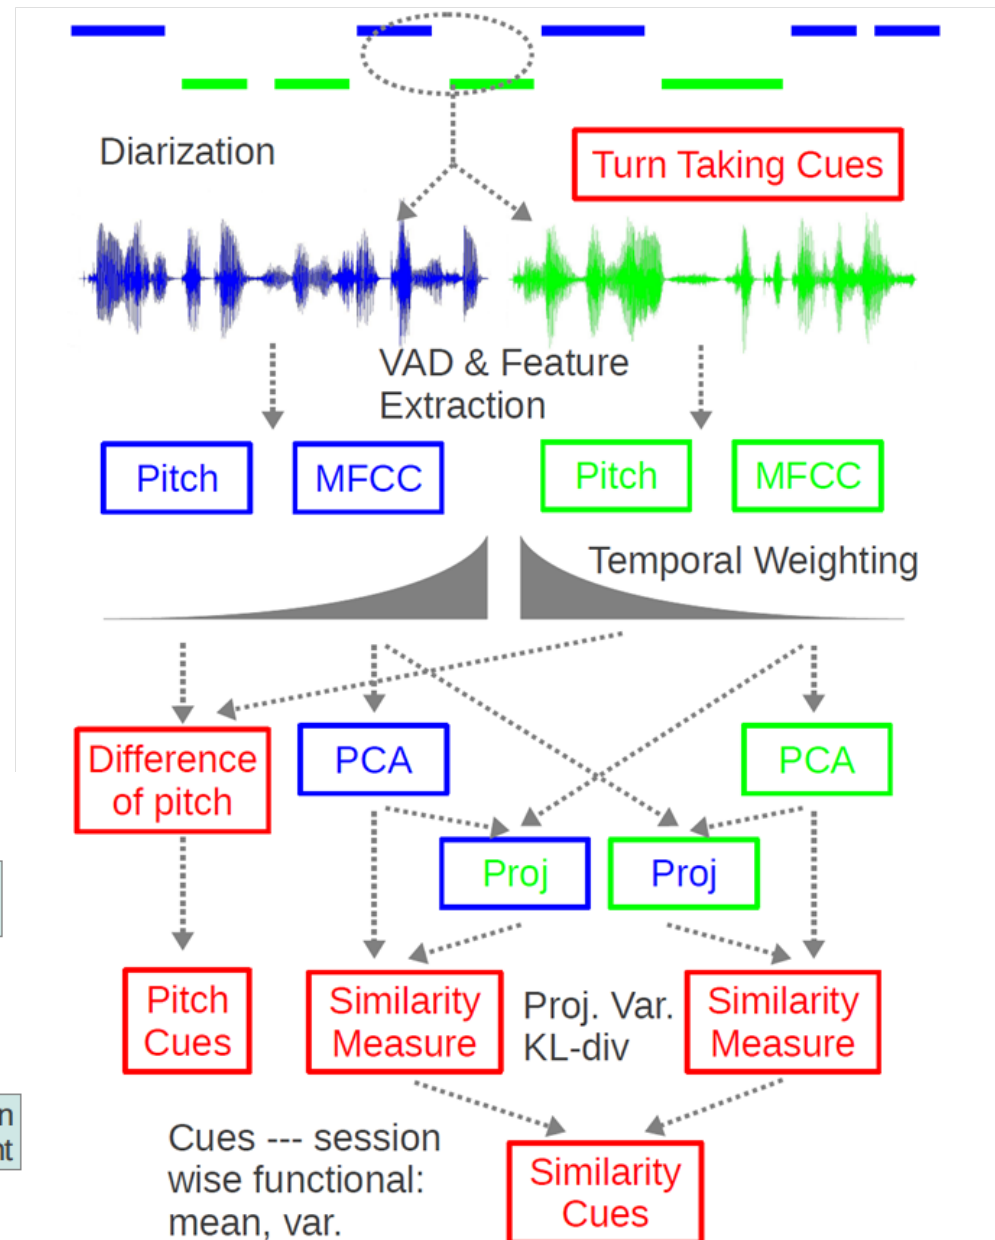 Diarization
Turn Taking Cues
VAD & Feature
Extraction
Pitch
MFCC
Pitch
MFCC
Temporal Weighting
Difference
of pitch
PCA
PCA
Proj
Proj
Pitch
Cues
Similarity
Measure
Proj. Var.
KL-div
Similarity
Measure
Cues --- session
wise functional:
mean, var.
Similarity
Cues